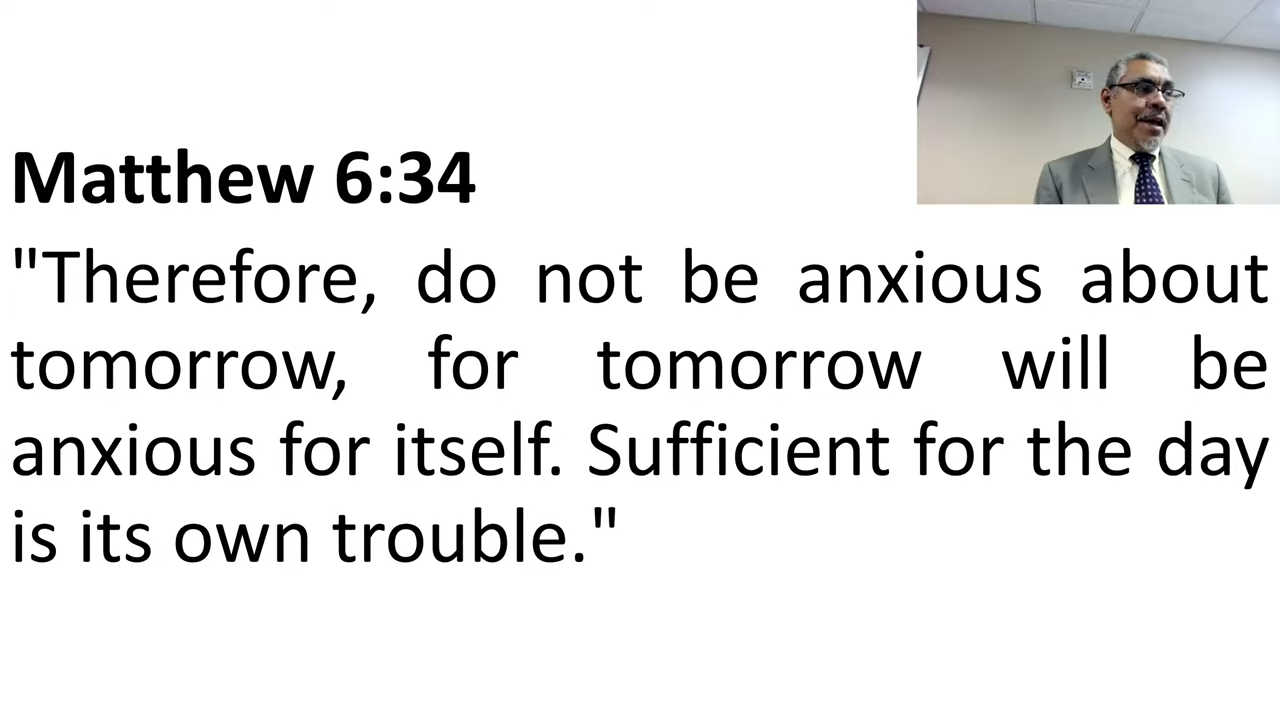 Matthew 6:34
"Therefore, do not be anxious about
tomorrow, for tomorrow will be
anxious for itself. Sufficient for the day
is its own trouble."